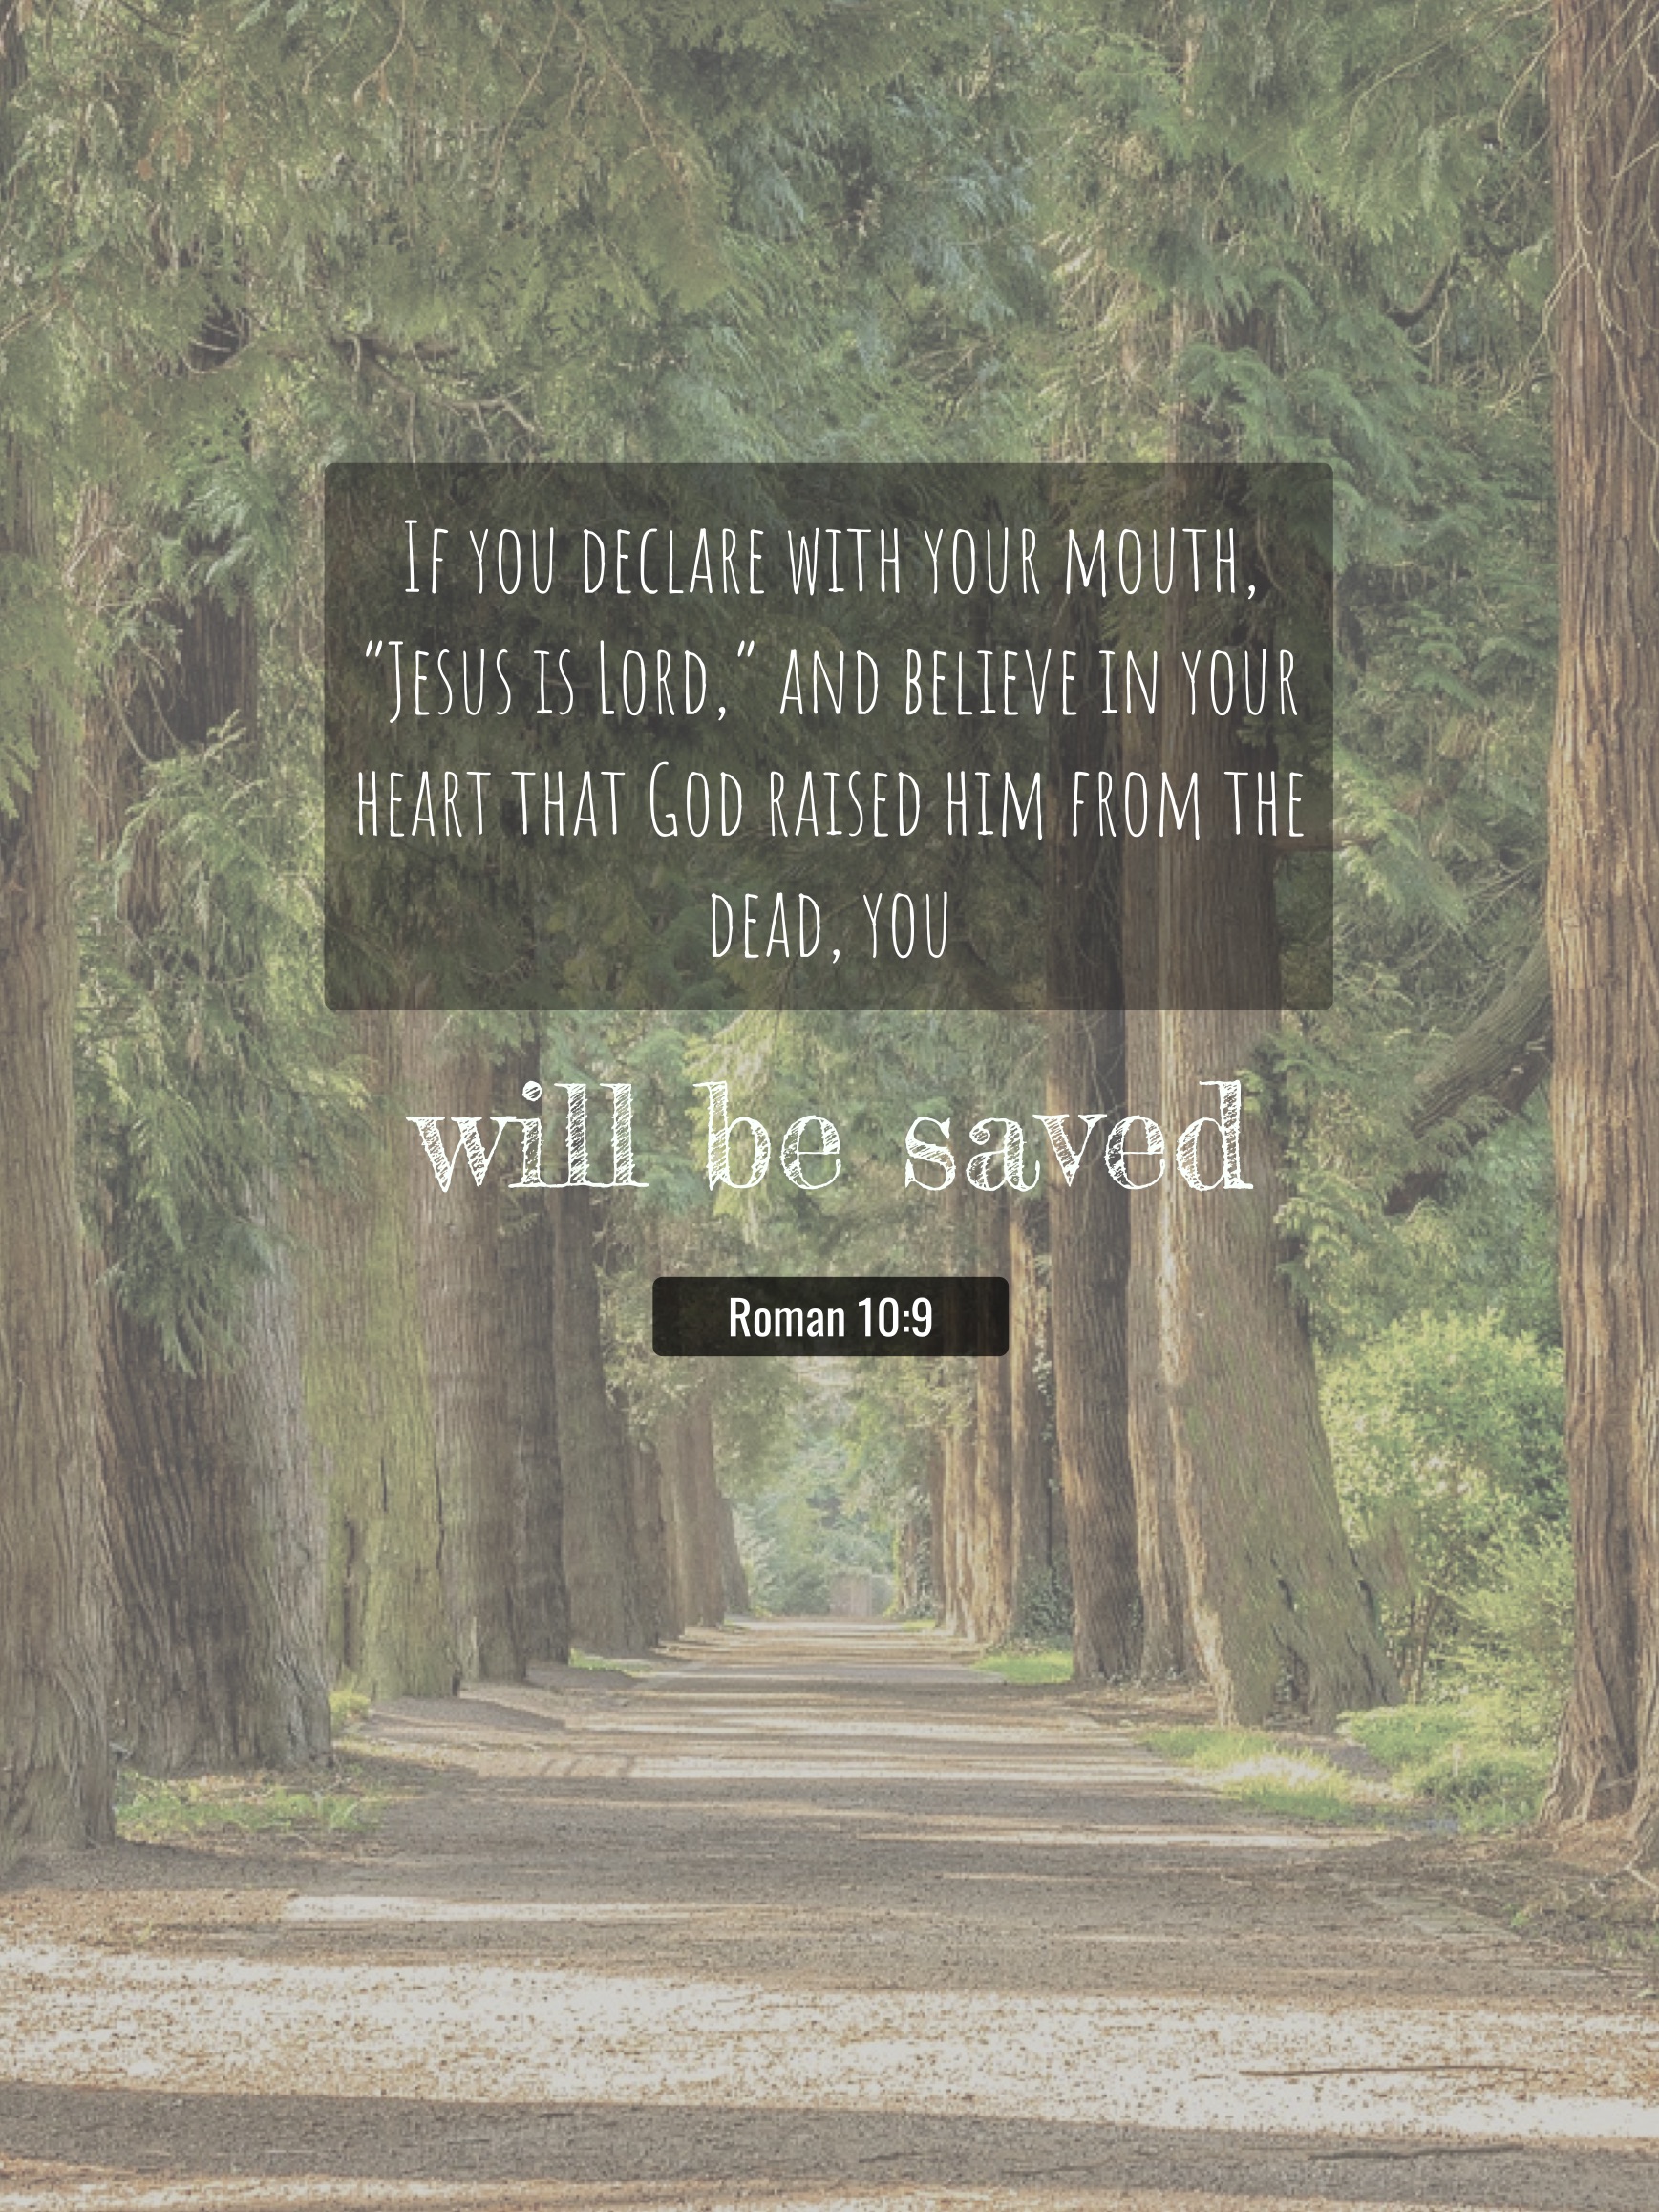 If you declare with your mouth,
"Jesus is Lord," and believe in your
heart that God raised him from the
dead, you
will be saved
Roman 10:9